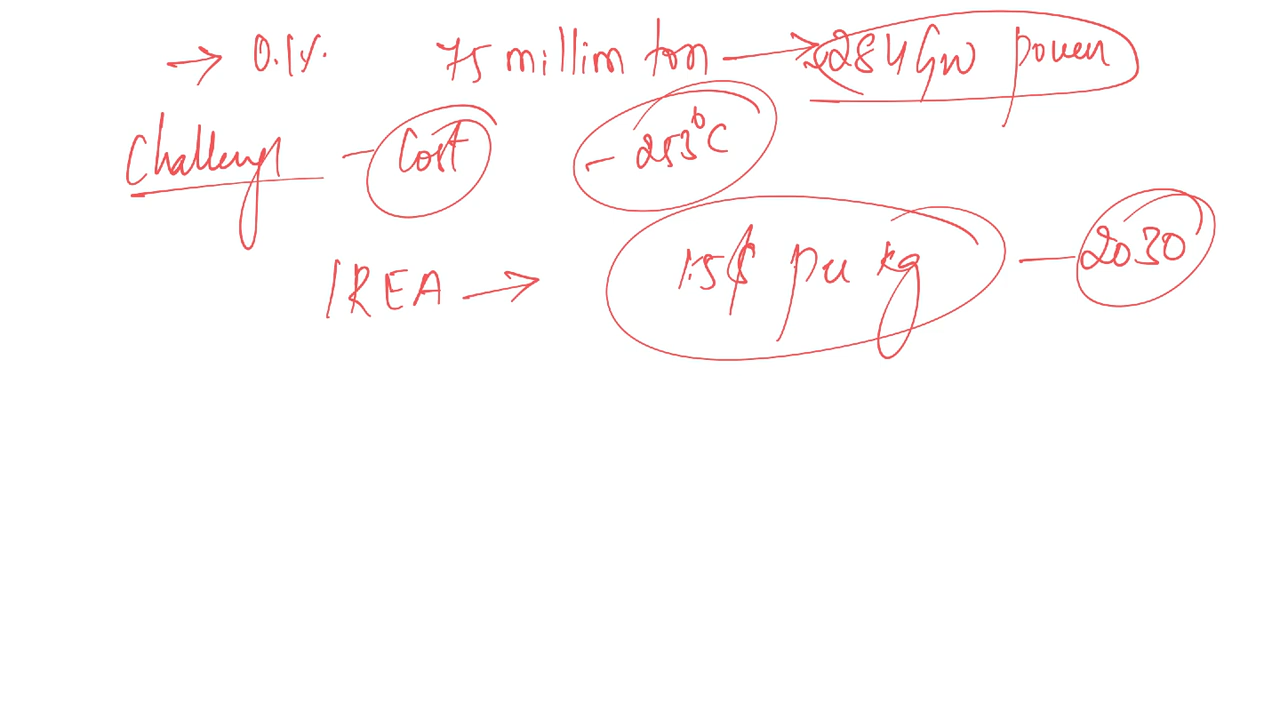 → 0.1%. 75 million ton → 284 GW power
Challenge - Cost - 253°C
IREA → 1.5$ per kg - 2030